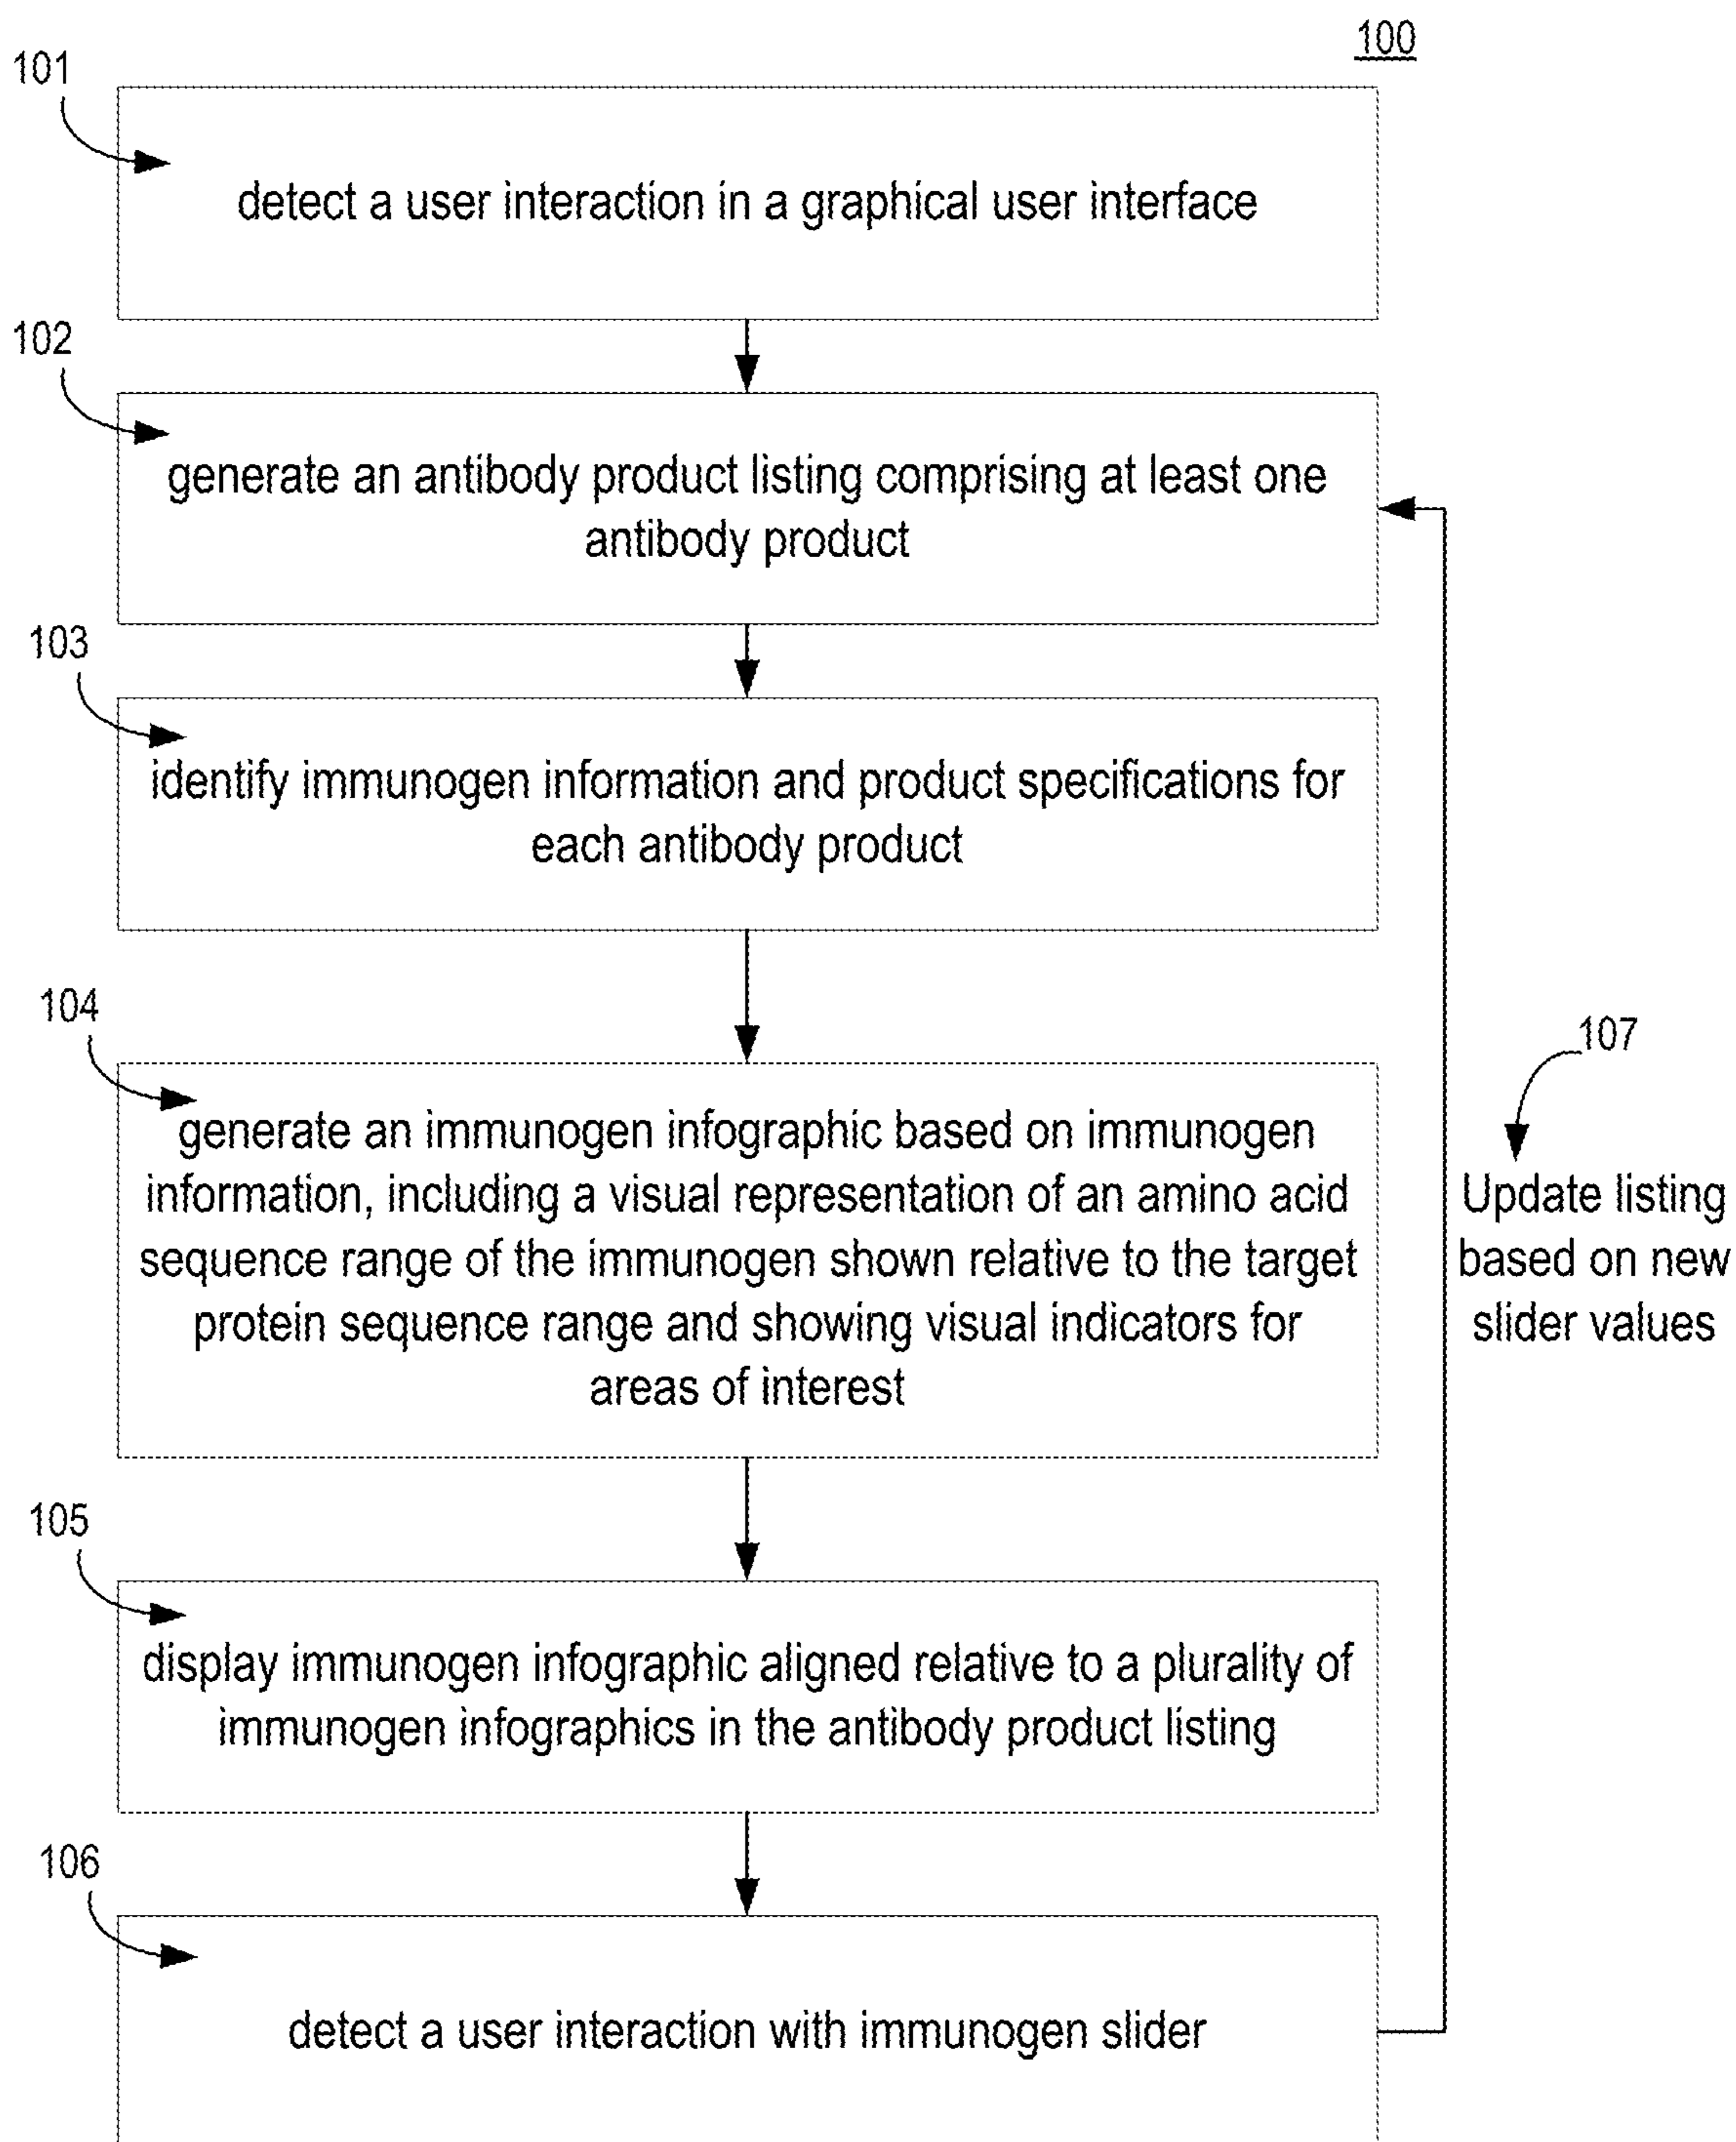 100
101
detect a user interaction in a graphical user interface
102
generate an antibody product listing comprising at least one
antibody product
103
identify immunogen information and product specifications for
each antibody product
104
generate an immunogen infographic based on immunogen
information, including a visual representation of an amino acid
sequence range of the immunogen shown relative to the target
protein sequence range and showing visual indicators for
areas of interest
107
Update listing
based on new
slider values
105
display immunogen infographic aligned relative to a plurality of
immunogen infographics in the antibody product listing
106
detect a user interaction with immunogen slider